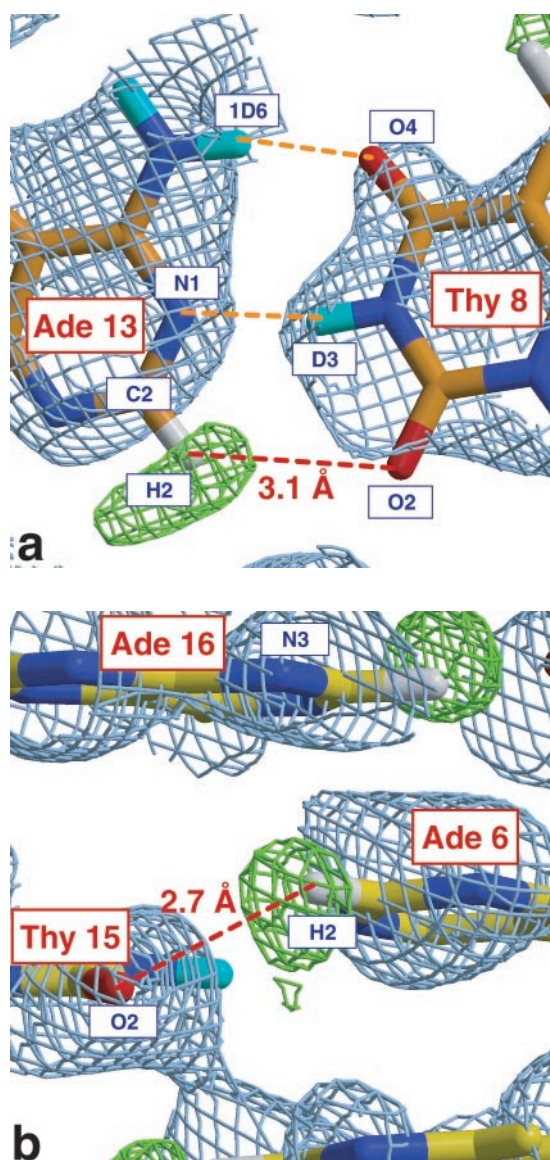 1D6
O4
N1
Ade 13
Thy 8
D3
C2
H2
3.1 Å
O2
a
Ade 16
N3
Ade 6
2.7 Å
Thy 15
H2
O2
b